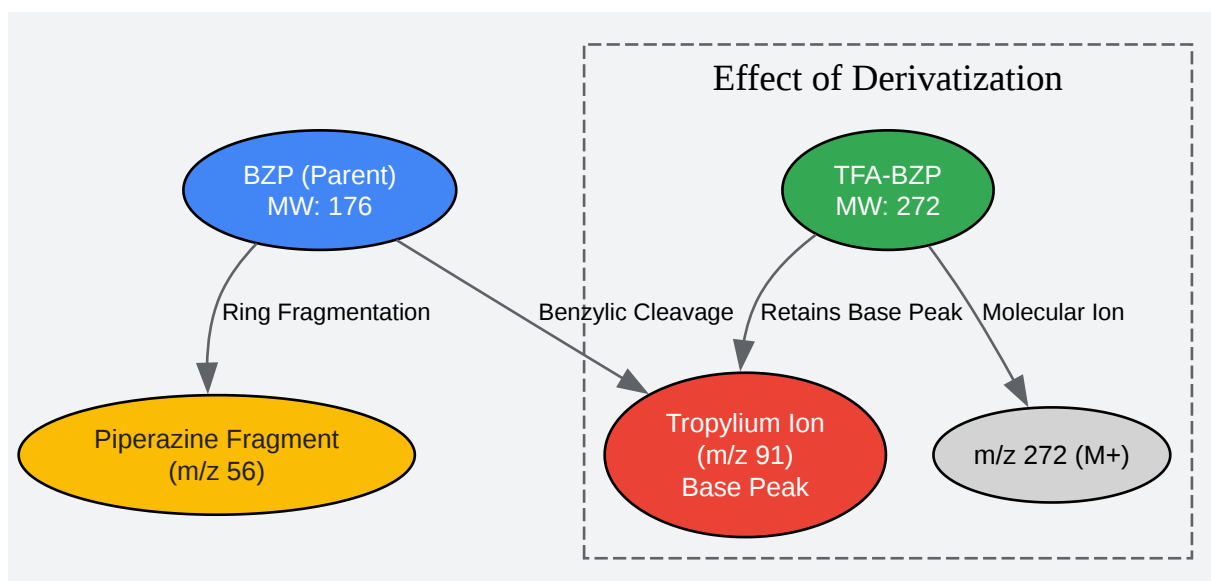 Effect of Derivatization
BZP (Parent)
MW: 176
TFA-BZP
MW: 272
Ring Fragmentation
Benzylic Cleavage
Retains Base Peak
Molecular Ion
Piperazine Fragment
(m/z 56)
Tropylium Ion
(m/z 91)
Base Peak
m/z 272 (M+)